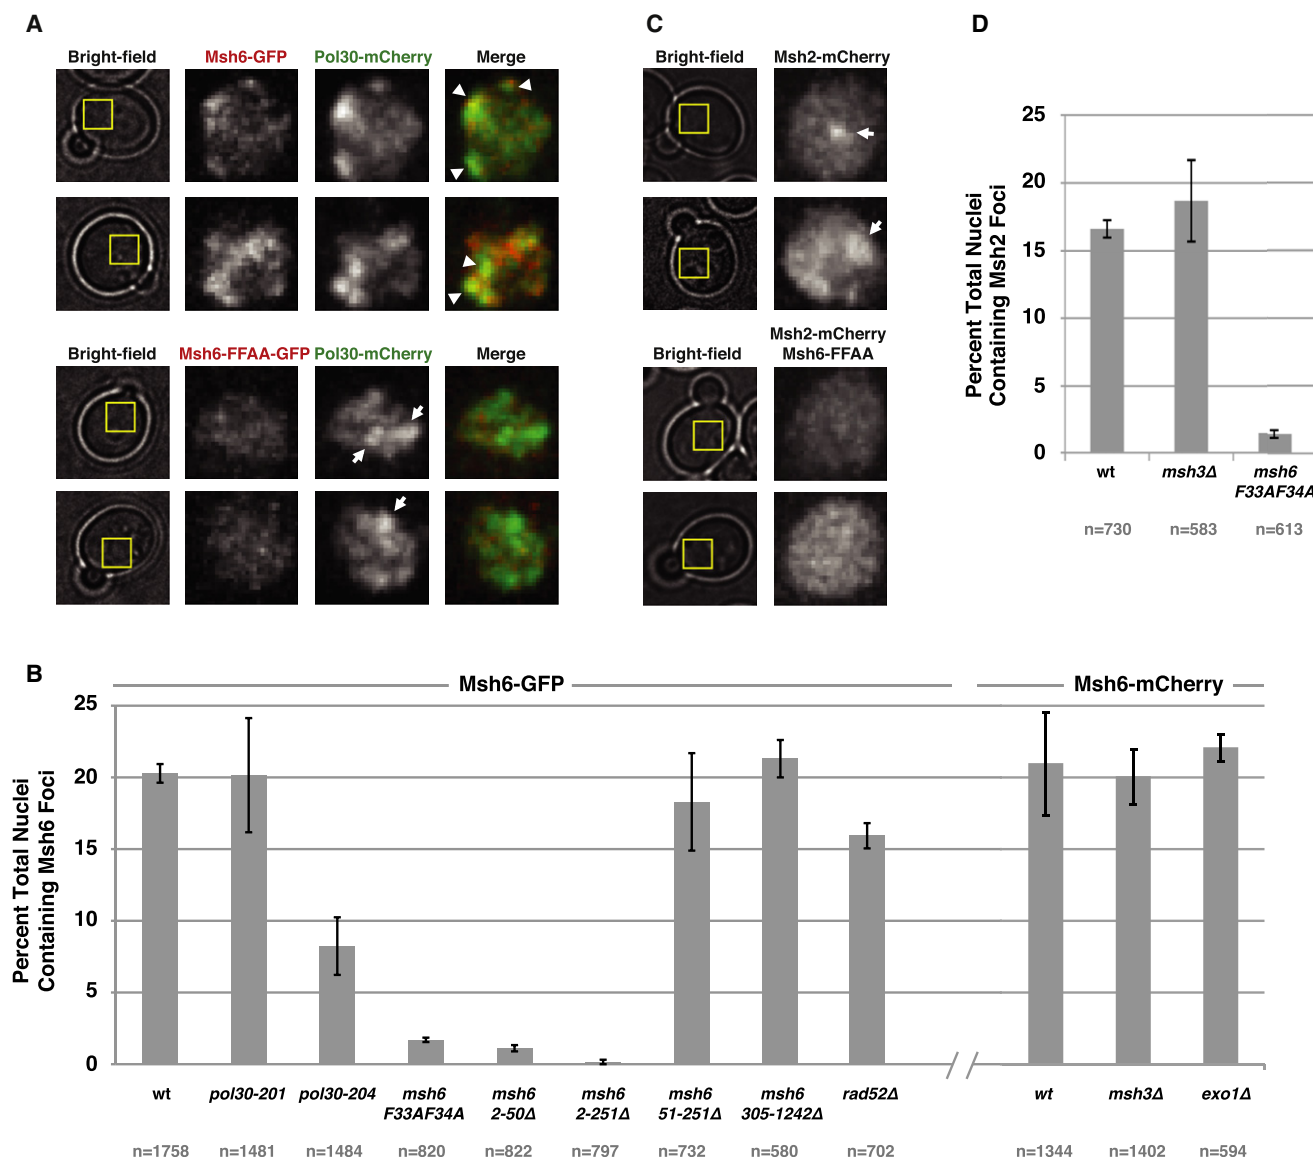 A
Bright-field Msh6-GFP Pol30-mCherry Merge
Bright-field Msh6-FFAA-GFP Pol30-mCherry Merge
C
Bright-field Msh2-mCherry
Msh2-mCherry
Bright-field Msh6-FFAA
D
Percent Total Nuclei
Containing Msh2 Foci
25
20
15
10
5
0
wt msh3Δ msh6
F33AF34A
n=730 n=583 n=613
B
Msh6-GFP Msh6-mCherry
Percent Total Nuclei
Containing Msh6 Foci
25
20
15
10
5
0
wt pol30-201 pol30-204 msh6 msh6 msh6 msh6 msh6 rad52Δ wt msh3Δ exo1Δ
F33AF34A 2-50Δ 2-251Δ 51-251Δ 305-1242Δ
n=1758 n=1481 n=1484 n=820 n=822 n=797 n=732 n=580 n=702 n=1344 n=1402 n=594